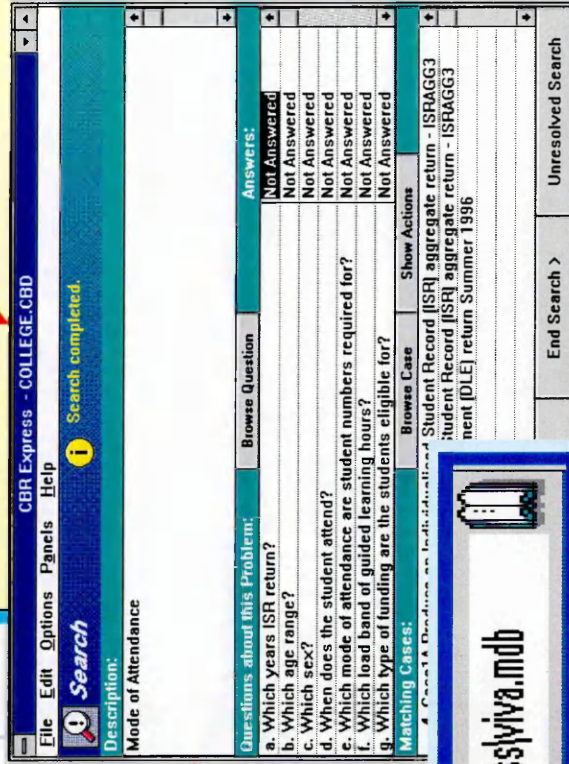 CBR Express - COLLEGE.CBD
File Edit Options Panels Help
Search
Search completed.
Description:
Mode of Attendance
Questions about this Problem:
Browse Question
Answers:
a. Which years ISR return? Not Answered
b. Which age range? Not Answered
c. Which sex? Not Answered
d. When does the student attend? Not Answered
e. Which mode of attendance are student numbers required for? Not Answered
f. Which load band of guided learning hours? Not Answered
g. Which type of funding are the students eligible for? Not Answered
Matching Cases:
Browse Case
Show Actions
Student Record (ISR) aggregate return - ISRAGG3
Student Record (ISR) aggregate return - ISRAGG3
(DLE) return Summer 1996
End Search >
Unresolved Search
viva.mdb